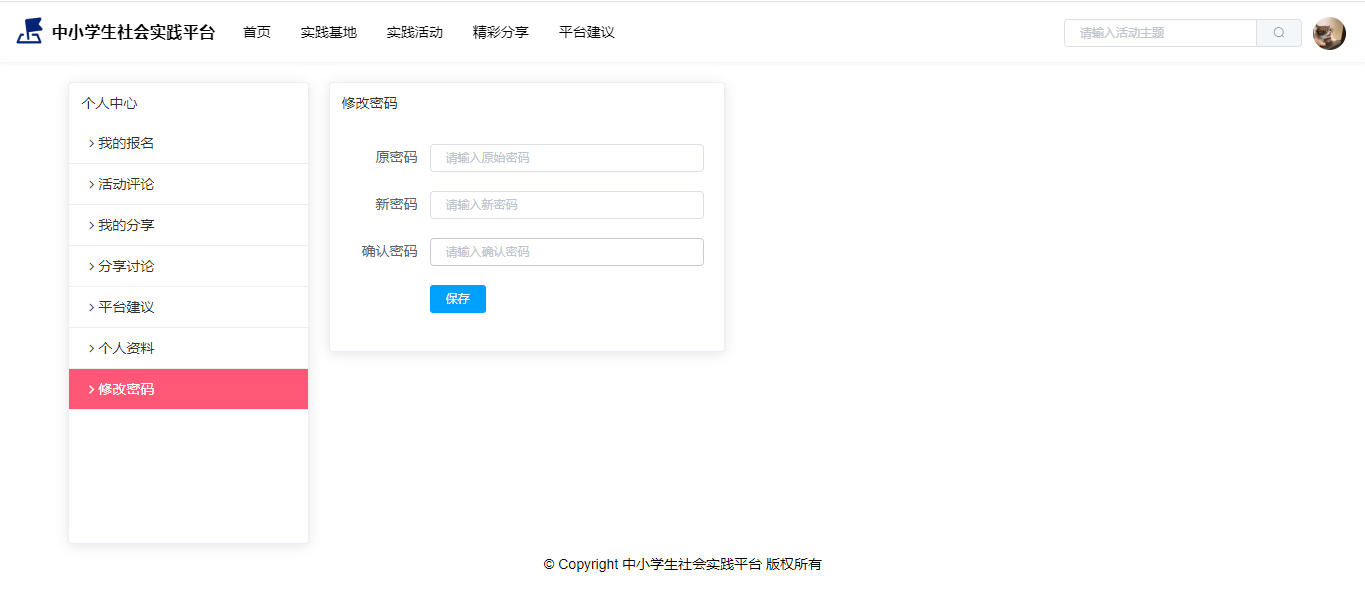 中小学生社会实践平台 首页 实践基地 实践活动 精彩分享 平台建议 请输入活动主题
个人中心
我的报名
活动评论
我的分享
分享讨论
平台建议
个人资料
修改密码
修改密码
原密码 请输入原始密码
新密码 请输入新密码
确认密码 请输入确认密码
保存
© Copyright 中小学生社会实践平台 版权所有